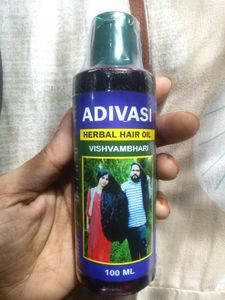 ADIVASI
HERBAL HAIR OIL
VISHVAMBHARI
100 ML